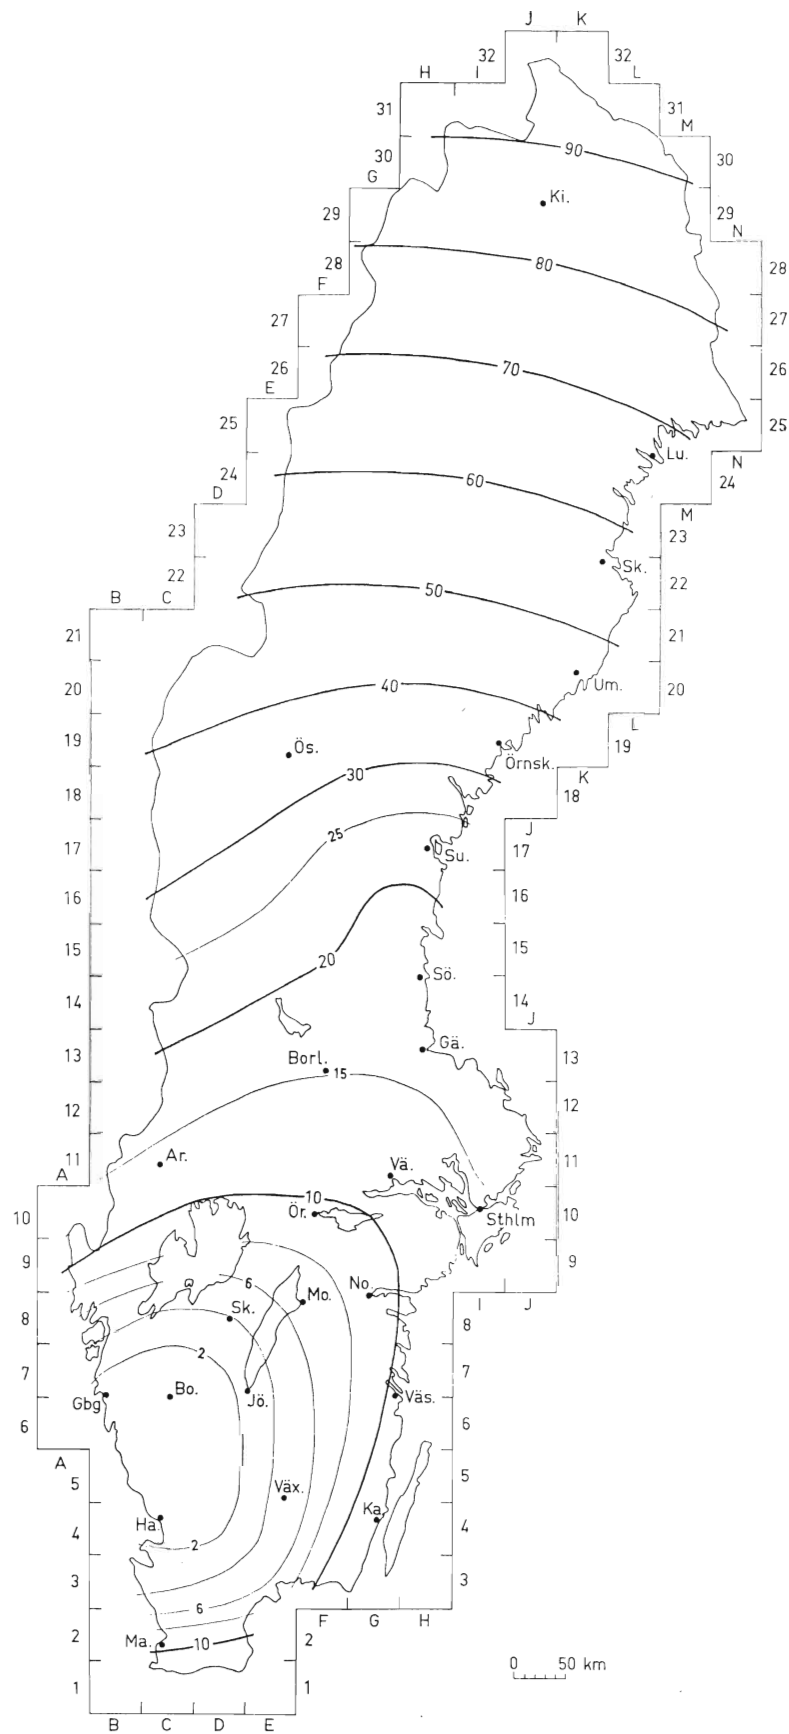 J K
32 32
H I L
31 31
M
90
30 30
G
Ki.
29 29
N
80
28 28
F
27 27
70
26 26
E
25 25
Lu.
N
60
24 24
D M
23 23
Sk.
22 22
50
B C
21 21
40
20 Um. 20
L
19 Ös. Örnsk. 19
30 K
18 18
25 J
17 Su. 17
16 16
20
15 15
Sö.
14 14
J
13 Gä. 13
Borl.
15
12 12
11 Ar. Vä. 11
A
10
10 Ör. Sthlm 10
9 9
6 No.
Mo. I J
8 Sk. 8
2
7 Bo. 7
Gbg Jö. Väs.
6 6
A
5 Väx. 5
Ka.
4 Ha. 4
2
3 3
6
F G H
Ma. 10
2 2
0 50 km
1 1
B C D E